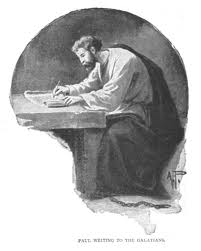 PAUL WRITING TO THE GALATIANS.